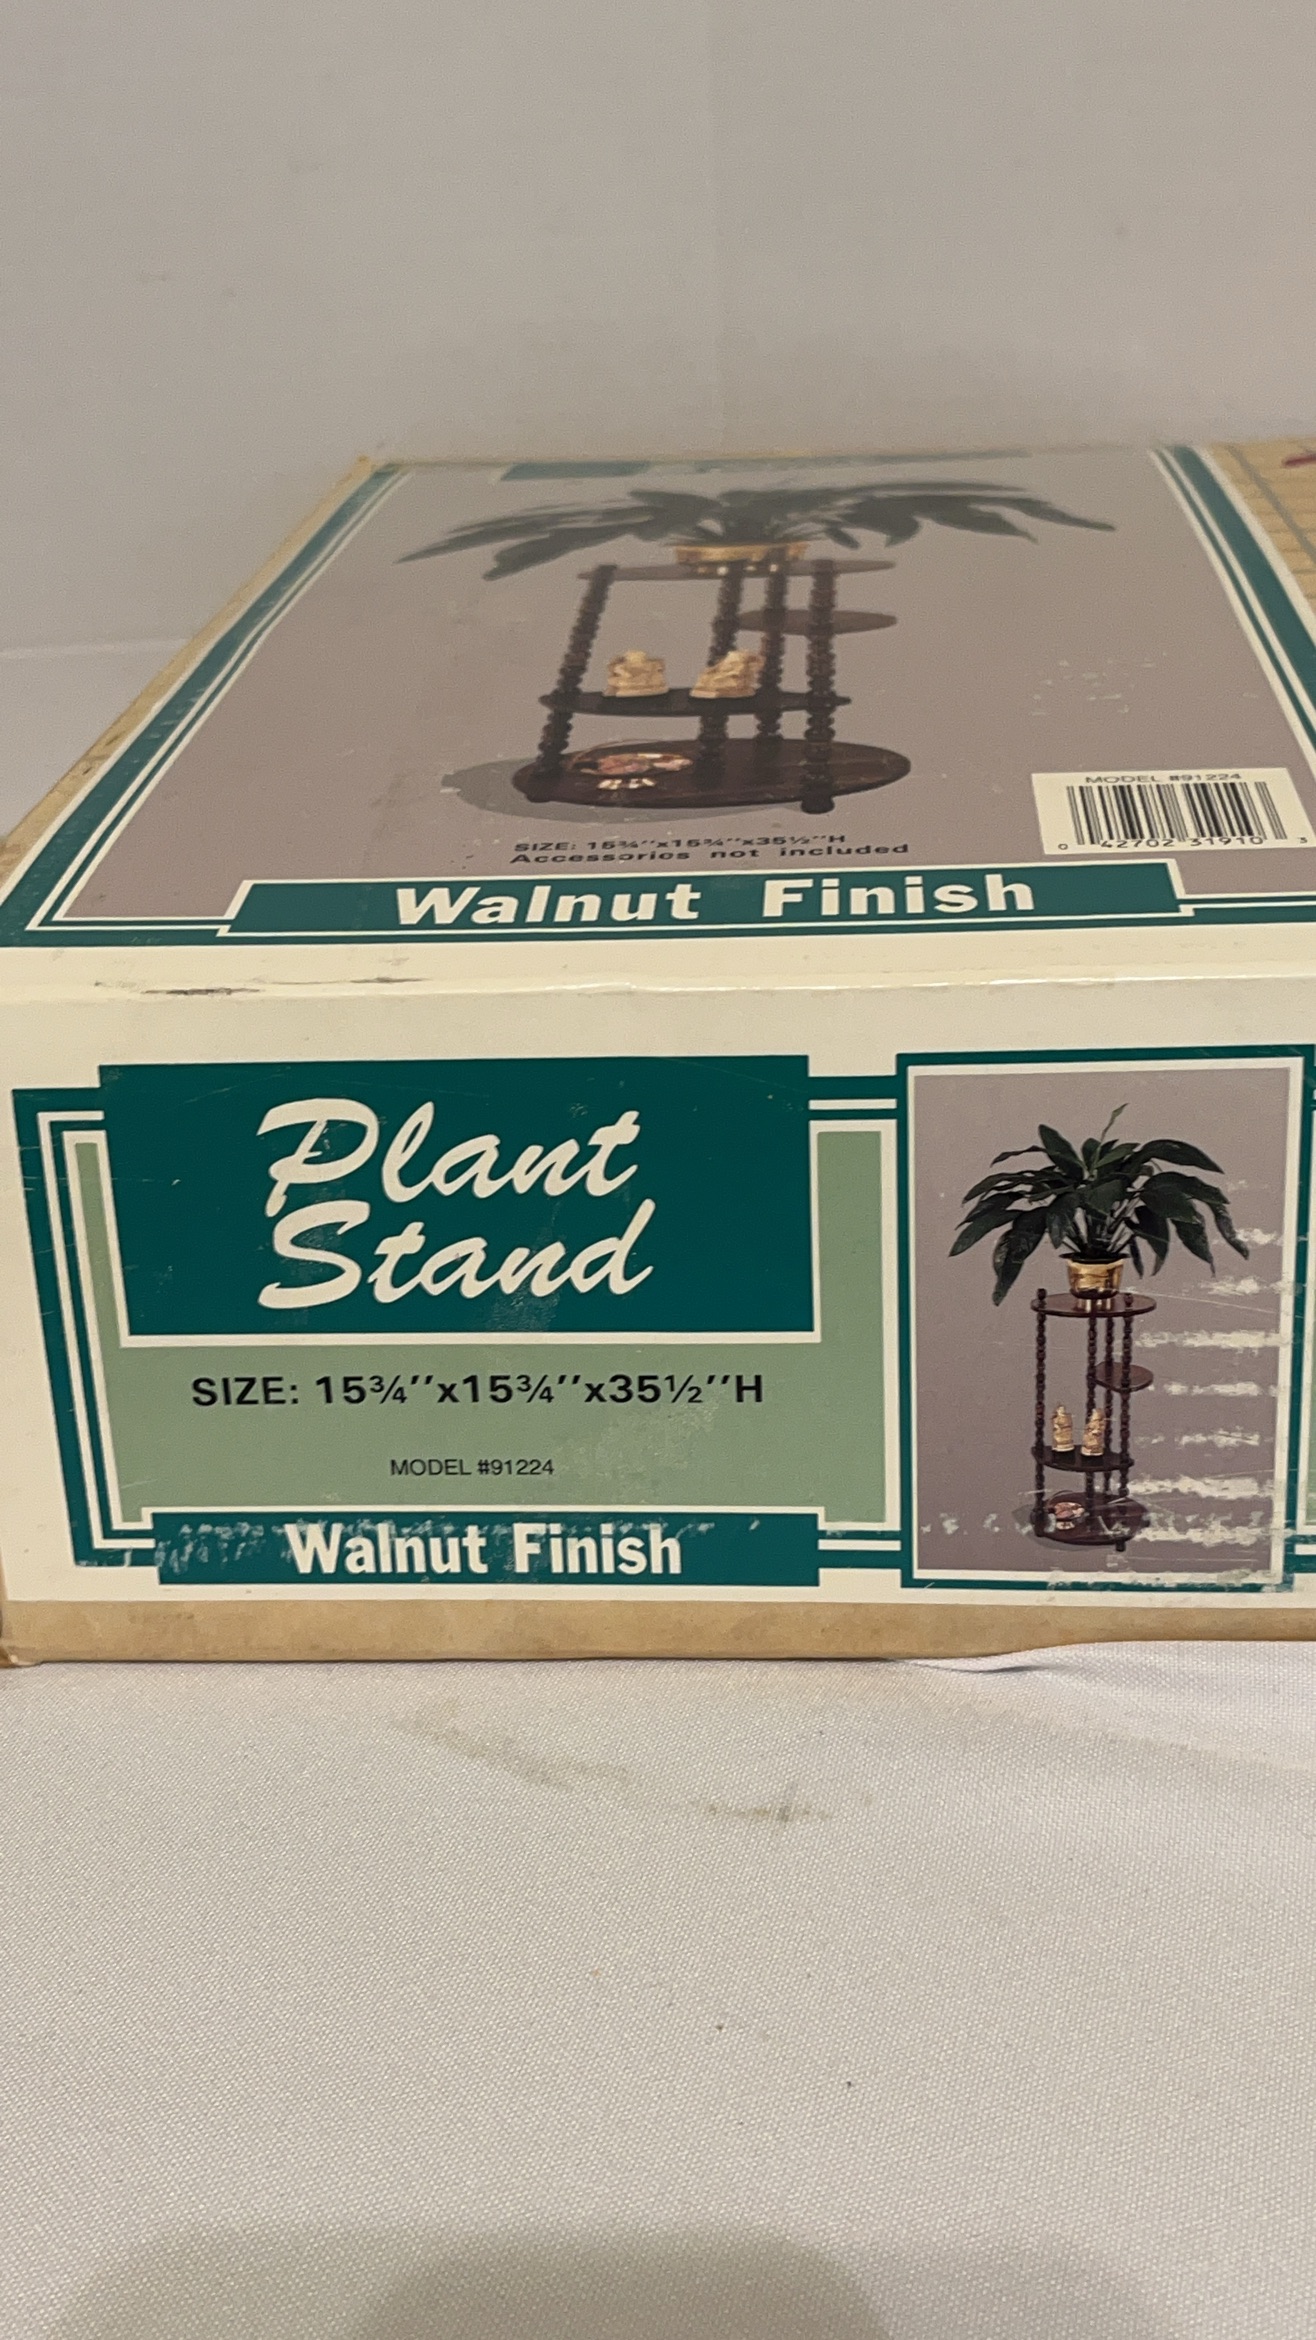 MODEL #91224
0 42702 31910 3
SIZE: 15¾''x15¾''x35½''H
Accessories not included
Walnut Finish
Plant
Stand
SIZE: 15¾''x15¾''x35½''H
MODEL #91224
Walnut Finish